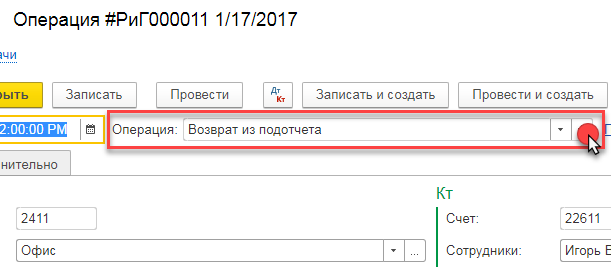 Операция #РиГ000011 1/17/2017
ачи
рыть Записать Провести Дт Кт Записать и создать Провести и создать
2:00:00 PM Операция: Возврат из подотчета
нительно
Кт
2411 Счет: 22611
Офис ... Сотрудники: Игорь Е